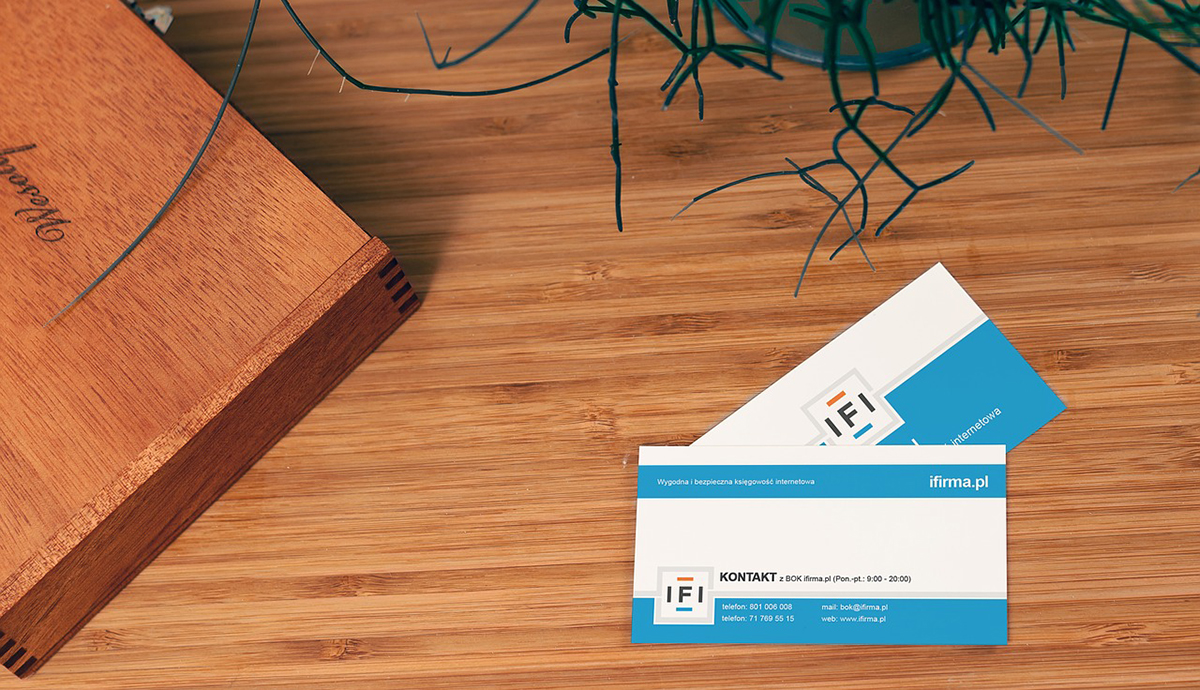 Wesoły
IFI
internetowa
Wygodna i bezpieczna księgowość internetowa
ifirma.pl
KONTAKT z BOK ifirma.pl (Pon.-pt.: 9:00 - 20:00)
IFI
telefon: 801 006 008 mail: bok@ifirma.pl
telefon: 71 769 55 15 web: www.ifirma.pl